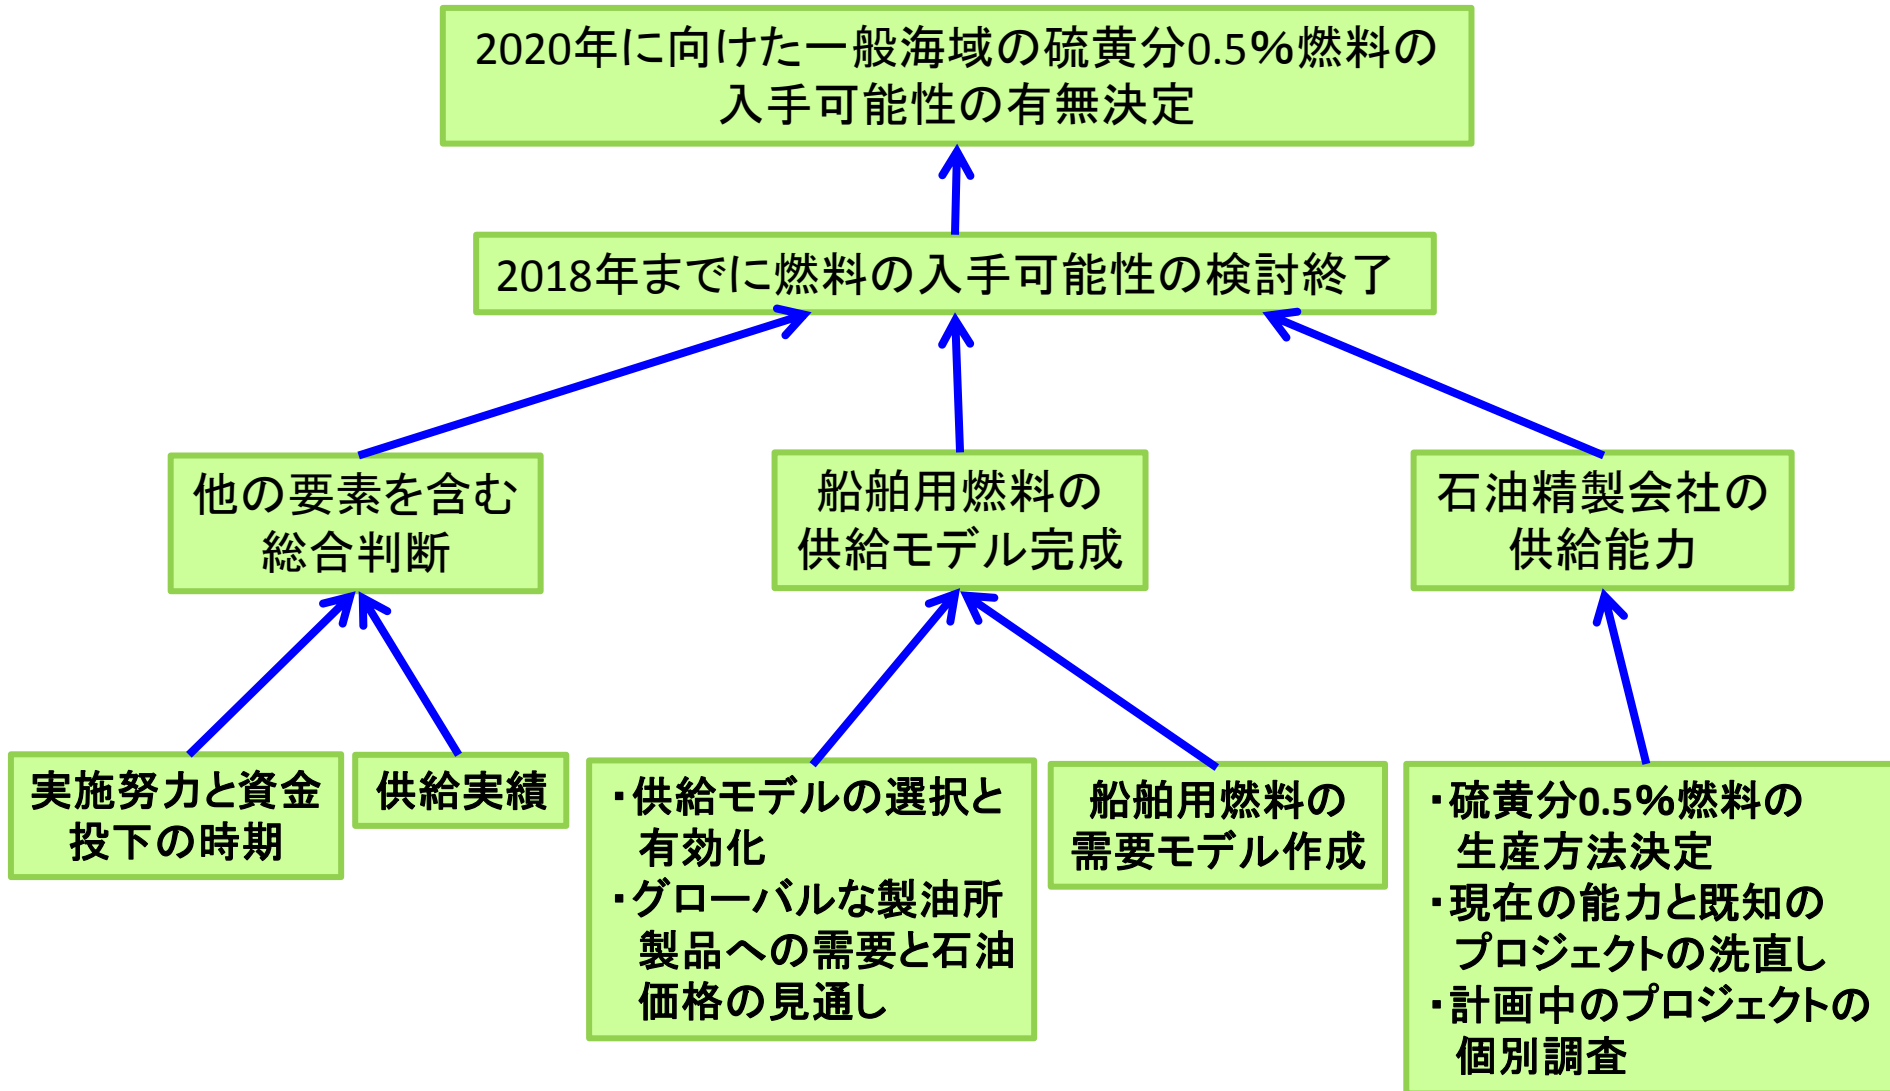 2020年に向けた一般海域の硫黄分0.5%燃料の
入手可能性の有無決定
2018年までに燃料の入手可能性の検討終了
他の要素を含む
総合判断
船舶用燃料の
供給モデル完成
石油精製会社の
供給能力
実施努力と資金
投下の時期
供給実績
・供給モデルの選択と
有効化
・グローバルな製油所
製品への需要と石油
価格の見通し
船舶用燃料の
需要モデル作成
・硫黄分0.5%燃料の
生産方法決定
・現在の能力と既知の
プロジェクトの洗直し
・計画中のプロジェクトの
個別調査